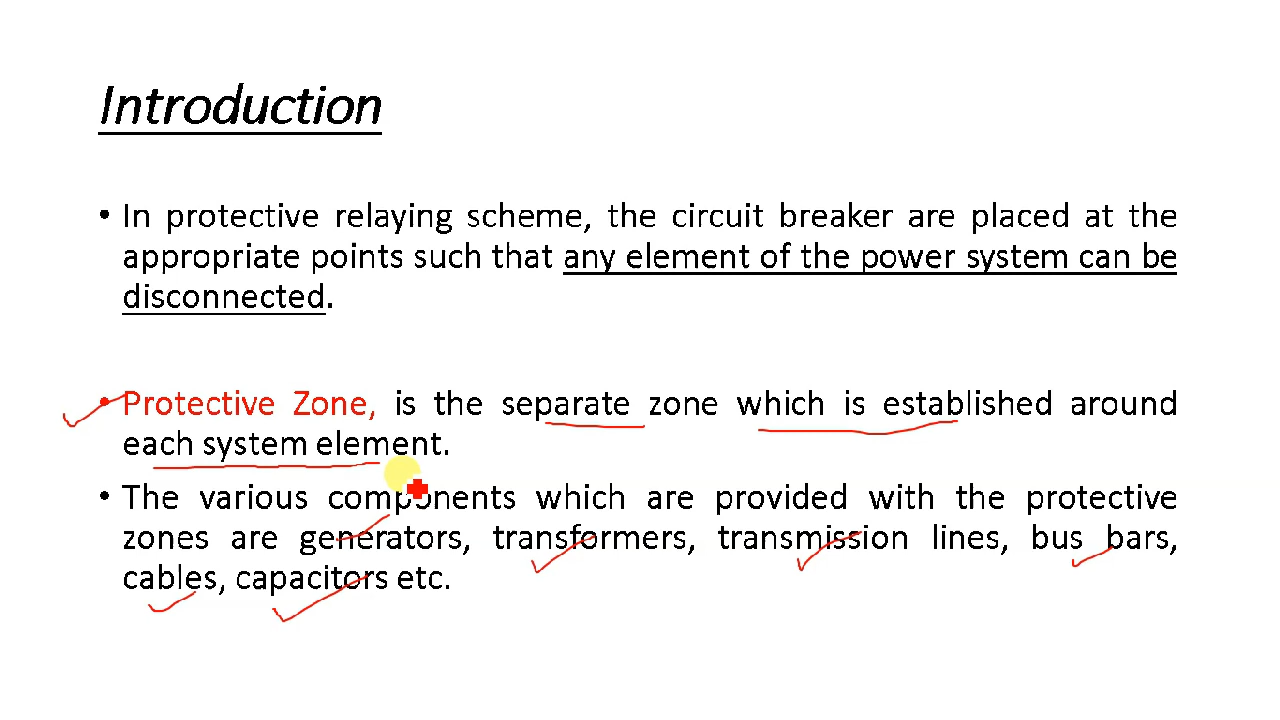 Introduction
• In protective relaying scheme, the circuit breaker are placed at the
appropriate points such that any element of the power system can be
disconnected.
• Protective Zone, is the separate zone which is established around
each system element.
• The various components which are provided with the protective
zones are generators, transformers, transmission lines, bus bars,
cables, capacitors etc.